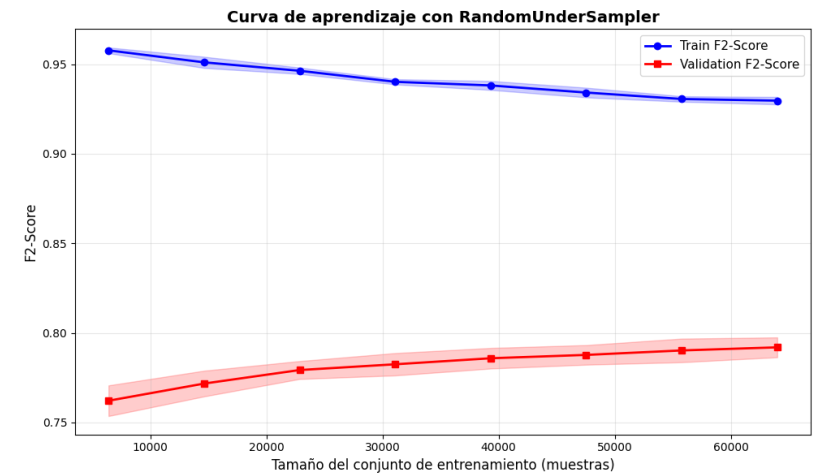 Curva de aprendizaje con RandomUnderSampler
Train F2-Score
Validation F2-Score
F2-Score
0.95
0.90
0.85
0.80
0.75
10000 20000 30000 40000 50000 60000
Tamaño del conjunto de entrenamiento (muestras)